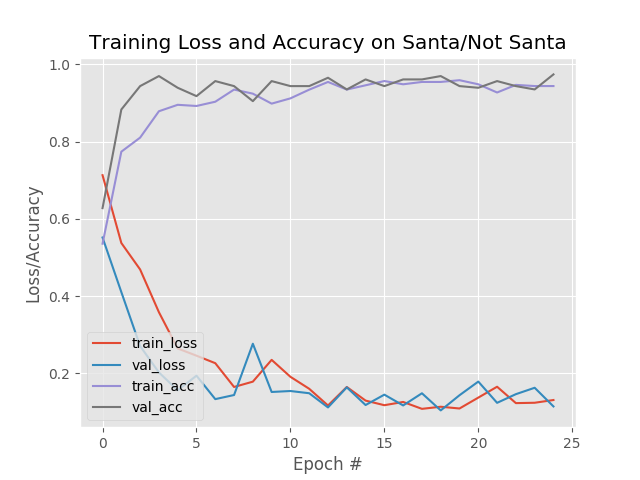 Training Loss and Accuracy on Santa/Not Santa
1.0
0.8
0.6
0.4
0.2
Loss/Accuracy
train_loss
val_loss
train_acc
val_acc
0
5
10
15
20
25
Epoch #